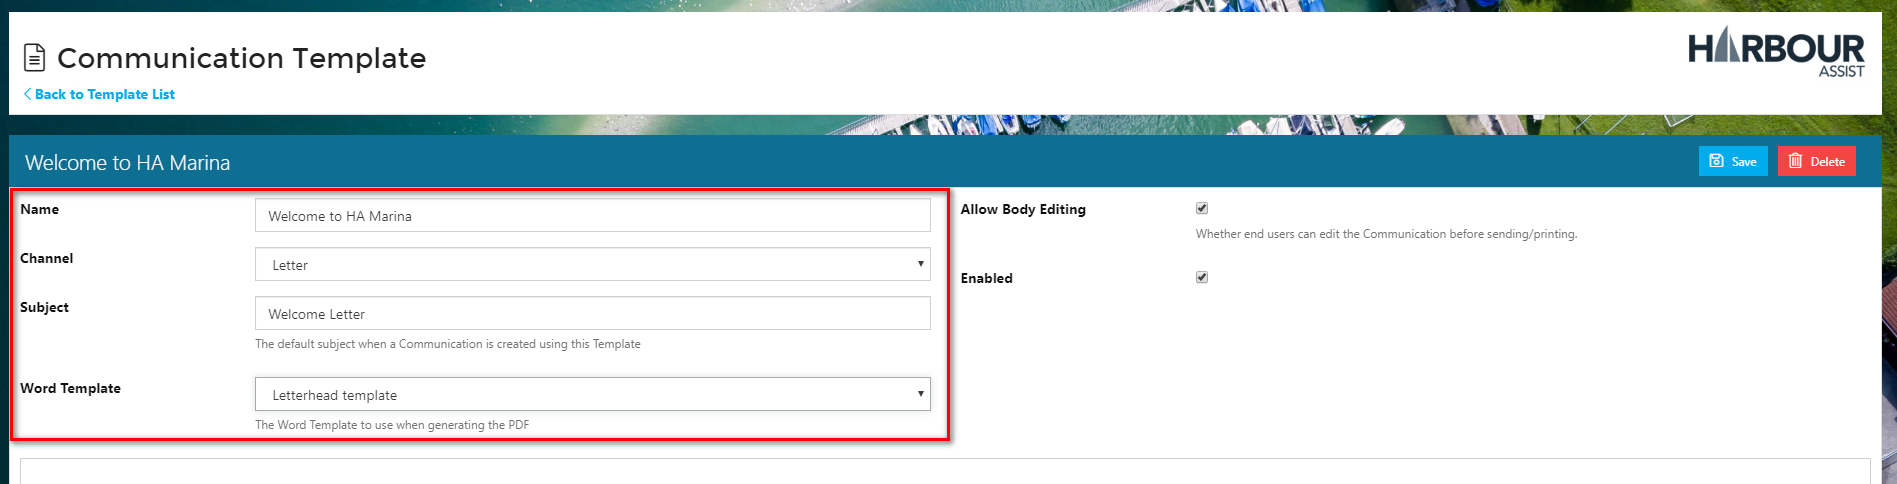 Communication Template
HARBOUR
ASSIST
Back to Template List
Welcome to HA Marina
Save
Delete
Name
Welcome to HA Marina
Channel
Letter
Subject
Welcome Letter
The default subject when a Communication is created using this Template
Word Template
Letterhead template
The Word Template to use when generating the PDF
Allow Body Editing
Whether end users can edit the Communication before sending/printing.
Enabled